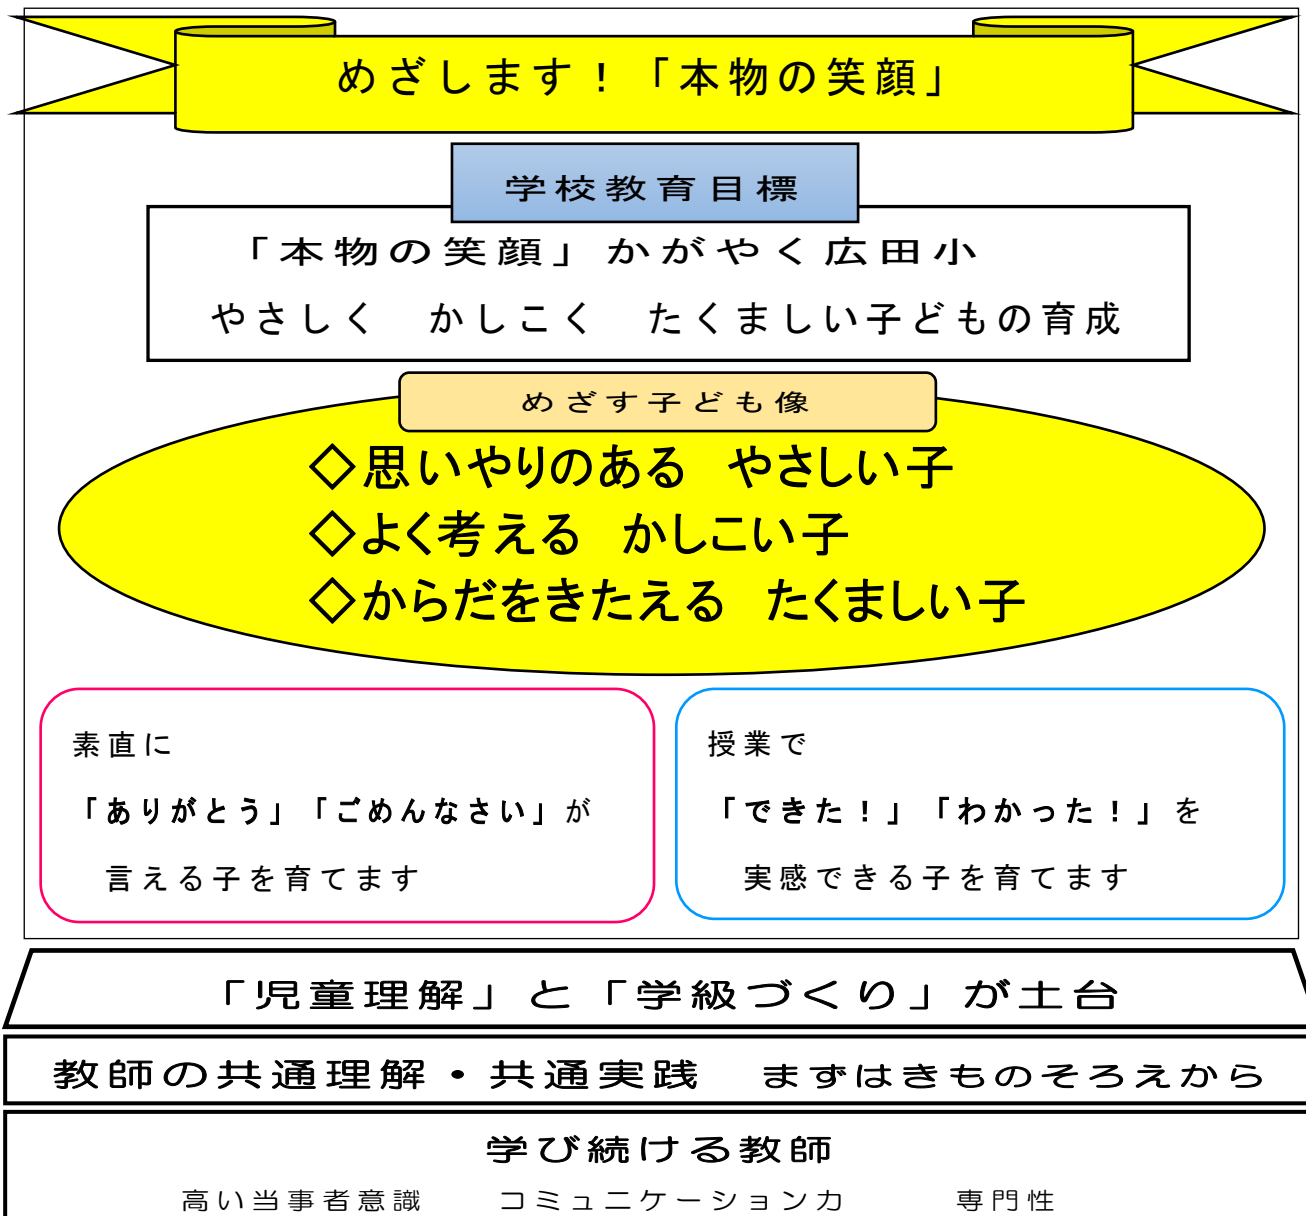 めざします！「本物の笑顔」
学校教育目標
「本物の笑顔」かがやく広田小
やさしく　かしこく　たくましい子どもの育成
めざす子ども像
◇思いやりのある　やさしい子
◇よく考える　かしこい子
◇からだをきたえる　たくましい子
素直に
「ありがとう」「ごめんなさい」が
言える子を育てます
授業で
「できた！」「わかった！」を
実感できる子を育てます
「児童理解」と「学級づくり」が土台
教師の共通理解・共通実践　まずはきものそろえから
学び続ける教師
高い当事者意識　　コミュニケーション力　　　専門性